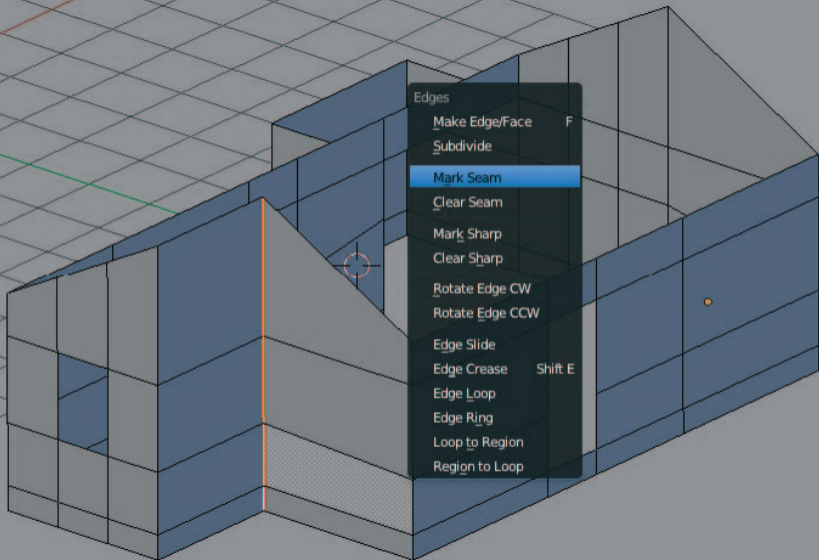 Edges
Make Edge/Face F
Subdivide
Mark Seam
Clear Seam
Mark Sharp
Clear Sharp
Rotate Edge CW
Rotate Edge CCW
Edge Slide
Edge Crease Shift E
Edge Loop
Edge Ring
Loop to Region
Region to Loop